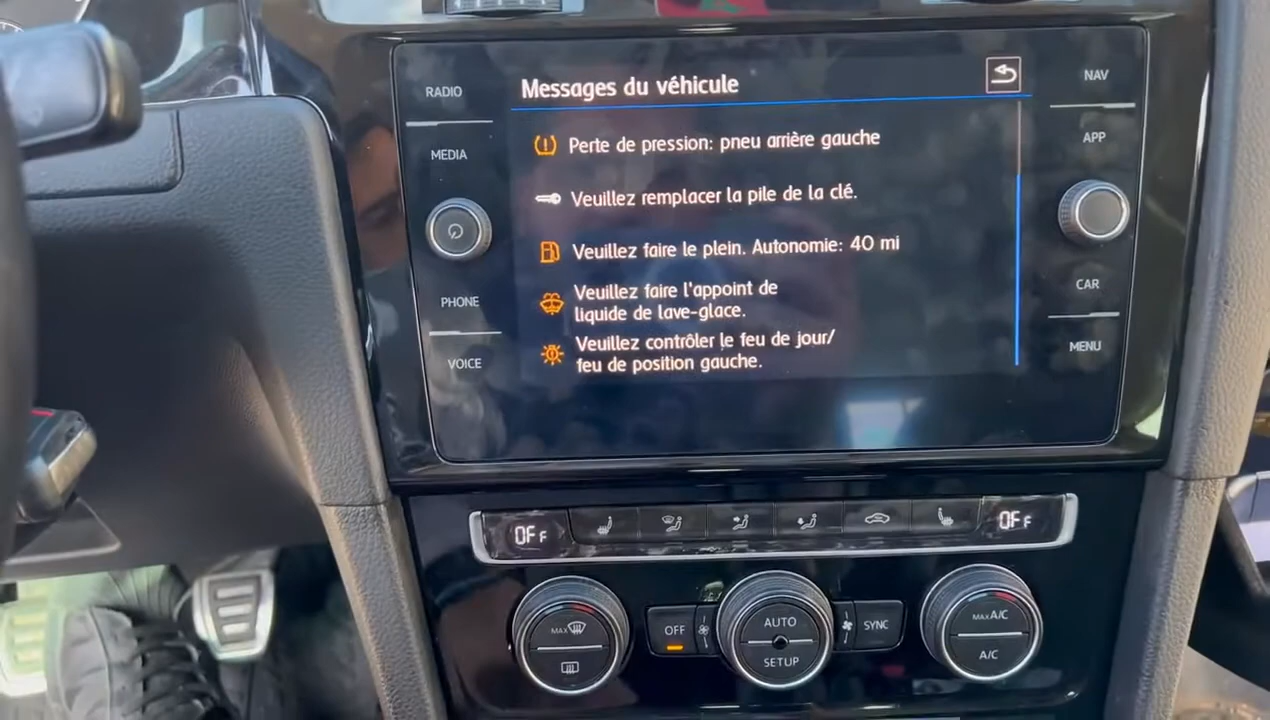 RADIO
MEDIA
PHONE
VOICE
Messages du véhicule
Perte de pression: pneu arrière gauche
Veuillez remplacer la pile de la clé.
Veuillez faire le plein. Autonomie: 40 mi
Veuillez faire l'appoint de
liquide de lave-glace.
Veuillez contrôler le feu de jour/
feu de position gauche.
NAV
APP
CAR
MENU
OFF
OFF
MAX
OFF
AUTO
SETUP
SYNC
MAX A/C
A/C